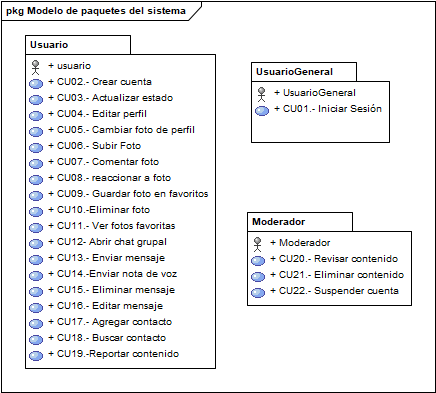 pkg Modelo de paquetes del sistema
Usuario
+ usuario
+ CU02.- Crear cuenta
+ CU03.- Actualizar estado
+ CU04.- Editar perfil
+ CU05.- Cambiar foto de perfil
+ CU06.- Subir Foto
+ CU07.- Comentar foto
+ CU08.- reaccionar a foto
+ CU09.- Guardar foto en favoritos
+ CU10.-Eliminar foto
+ CU11.- Ver fotos favoritas
+ CU12- Abrir chat grupal
+ CU13.- Enviar mensaje
+ CU14.-Enviar nota de voz
+ CU15.- Eliminar mensaje
+ CU16.- Editar mensaje
+ CU17.- Agregar contacto
+ CU18.- Buscar contacto
+ CU19.-Reportar contenido
UsuarioGeneral
+ UsuarioGeneral
+ CU01.- Iniciar Sesión
Moderador
+ Moderador
+ CU20.- Revisar contenido
+ CU21.- Eliminar contenido
+ CU22.- Suspender cuenta